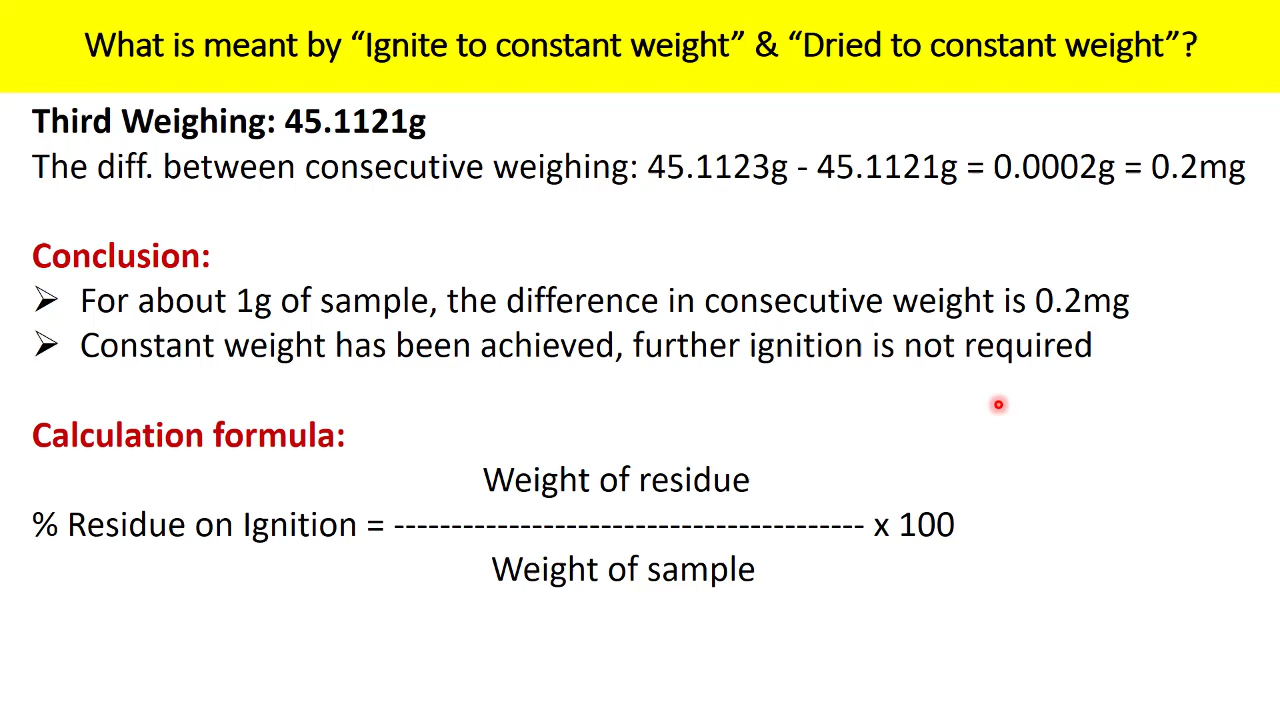 What is meant by “Ignite to constant weight” & “Dried to constant weight”?
Third Weighing: 45.1121g
The diff. between consecutive weighing: 45.1123g - 45.1121g = 0.0002g = 0.2mg
Conclusion:
➢ For about 1g of sample, the difference in consecutive weight is 0.2mg
➢ Constant weight has been achieved, further ignition is not required
Calculation formula:
Weight of residue
% Residue on Ignition = ----------------------------------------- x 100
Weight of sample